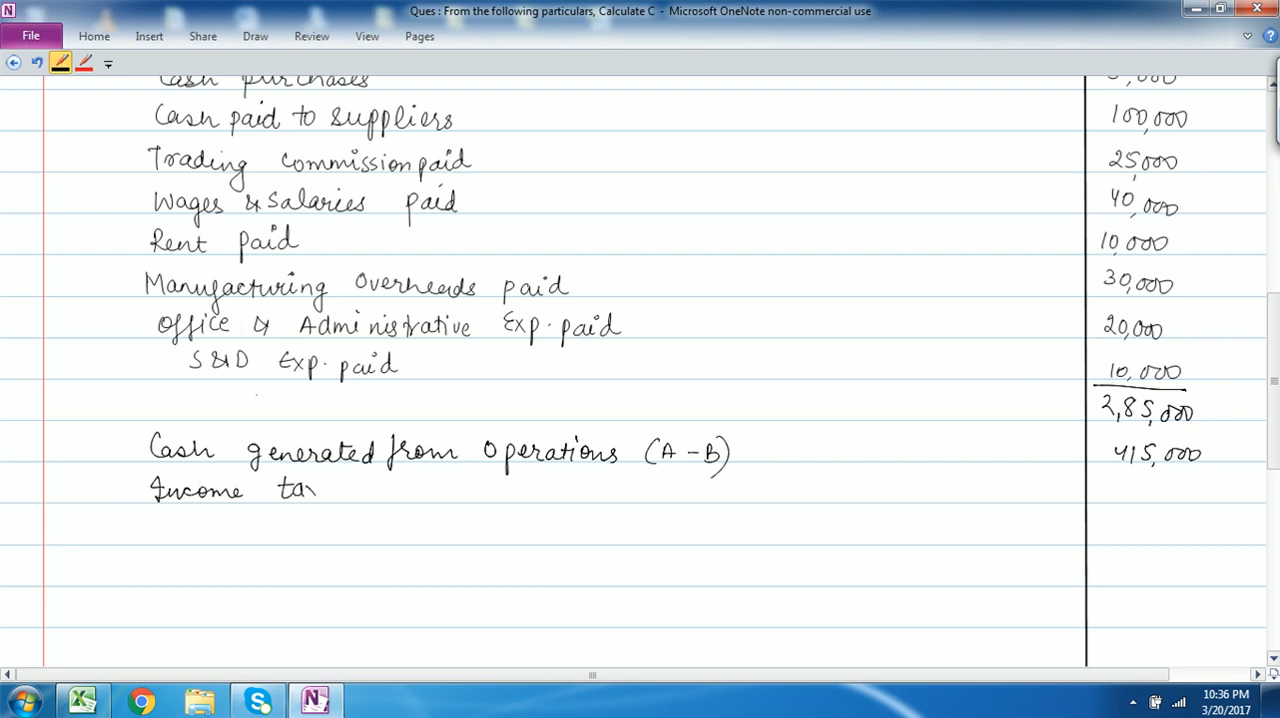 Ques : From the following particulars, Calculate C - Microsoft OneNote non-commercial use
File Home Insert Share Draw Review View Pages
Cash purchases
Cash paid to suppliers 100,000
Trading commission paid 25,000
Wages & salaries paid 40,000
Rent paid 10,000
Manufacturing Overheads paid 30,000
Office & Administrative Exp. paid 20,000
S&D Exp. paid 10,000
2,85,000
Cash generated from operations (A-B) 415,000
Income tax
10:36 PM
3/20/2017